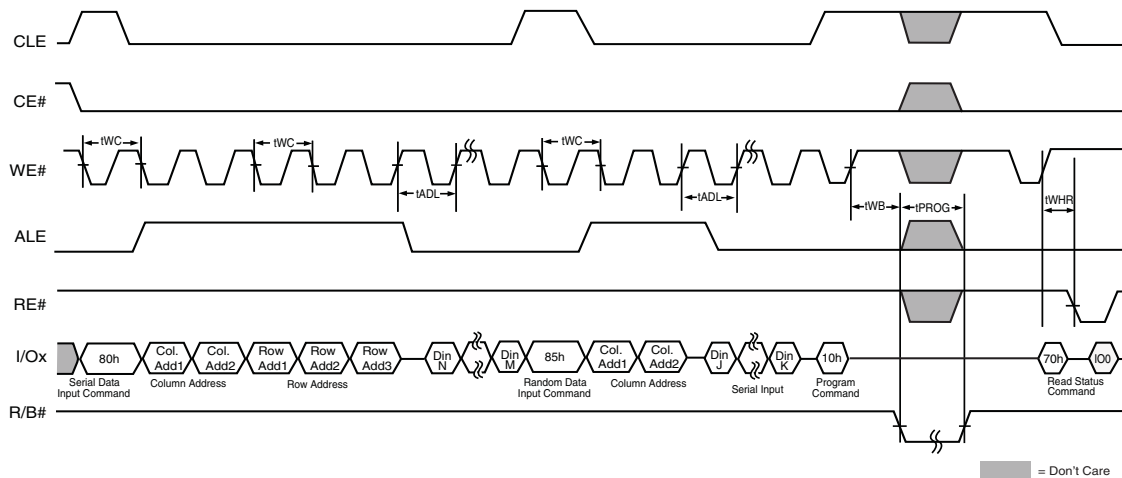 CLE
CE#
tWC
tWC
tWC
WE#
tADL
tADL
tWB
tPROG
tWHR
ALE
RE#
I/Ox
80h
Col. Add1
Col. Add2
Row Add1
Row Add2
Row Add3
Din N
Din M
85h
Col. Add1
Col. Add2
Din J
Din K
10h
70h
IO0
Serial Data
Input Command
Column Address
Row Address
Random Data
Input Command
Column Address
Serial Input
Program
Command
Read Status
Command
R/B#
= Don't Care